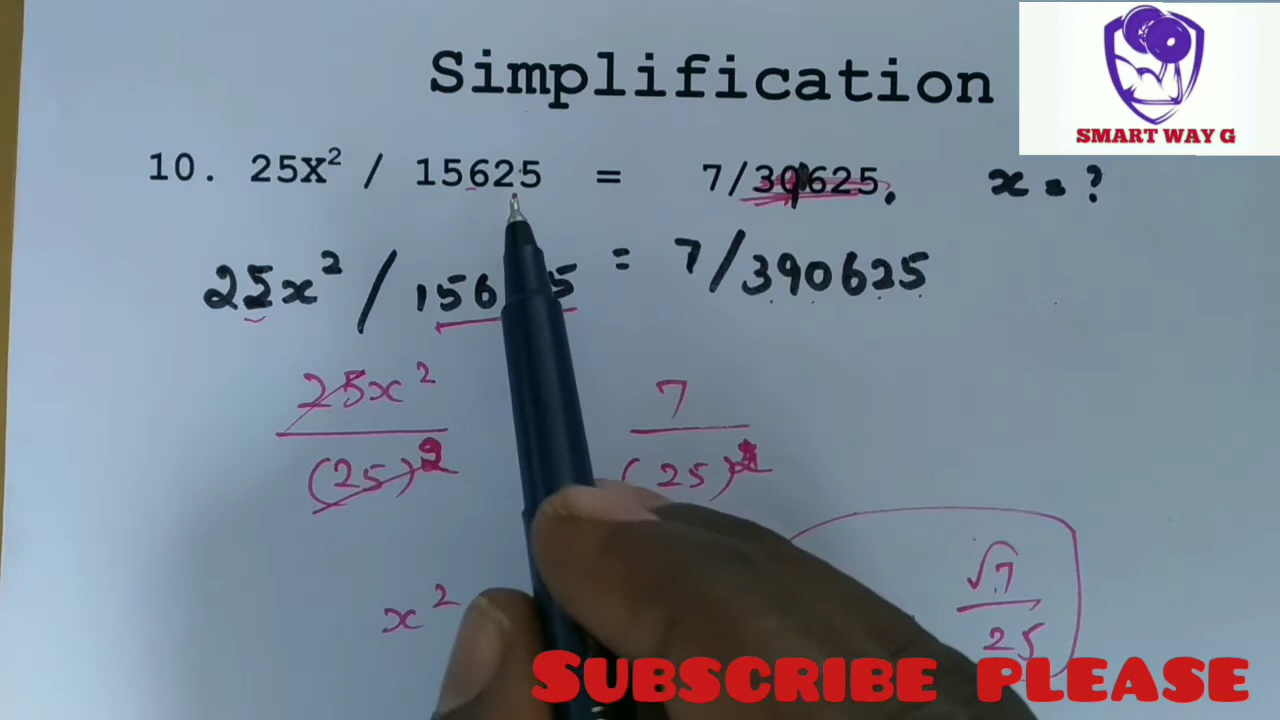 Simplification
SMART WAY G
10. 25X² / 15625 = 7/390625. x = ?
25x² / 156 5 = 7/390625
25x² 7
(25)² (25)
x² √7
25
SUBSCRIBE PLEASE